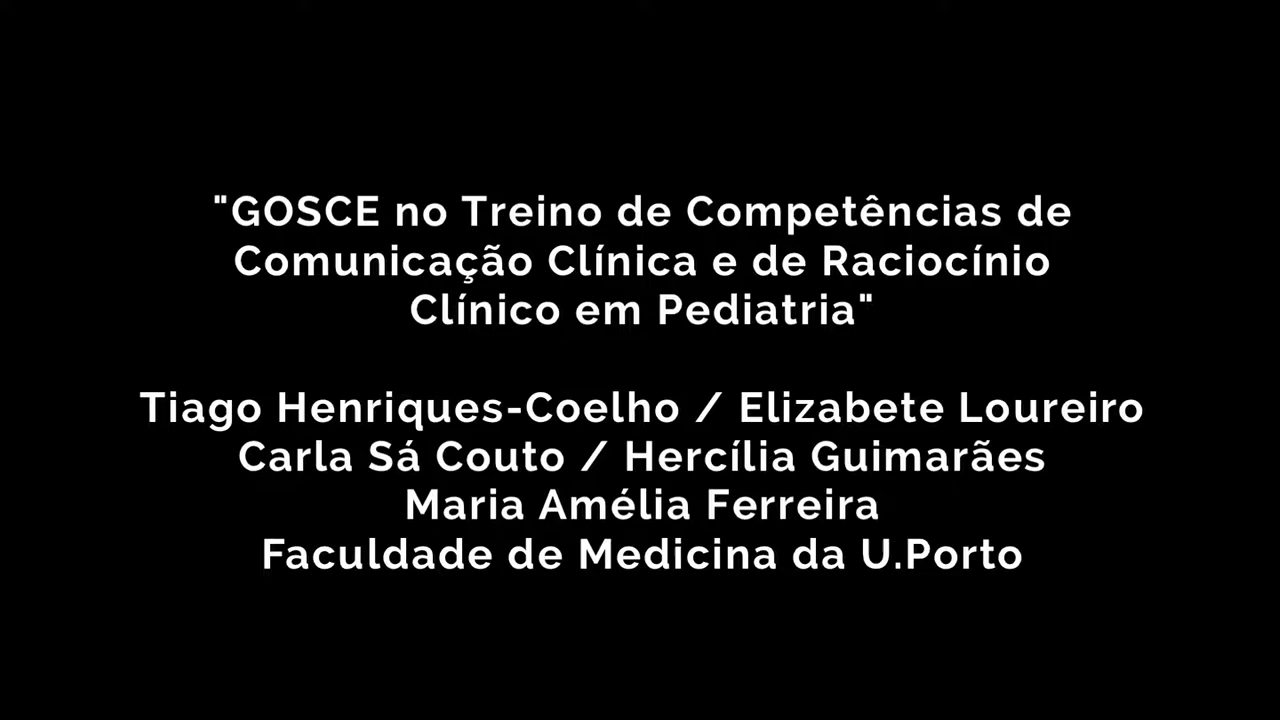 "GOSCE no Treino de Competências de
Comunicação Clínica e de Raciocínio
Clínico em Pediatria"
Tiago Henriques-Coelho / Elizabete Loureiro
Carla Sá Couto / Hercília Guimarães
Maria Amélia Ferreira
Faculdade de Medicina da U.Porto